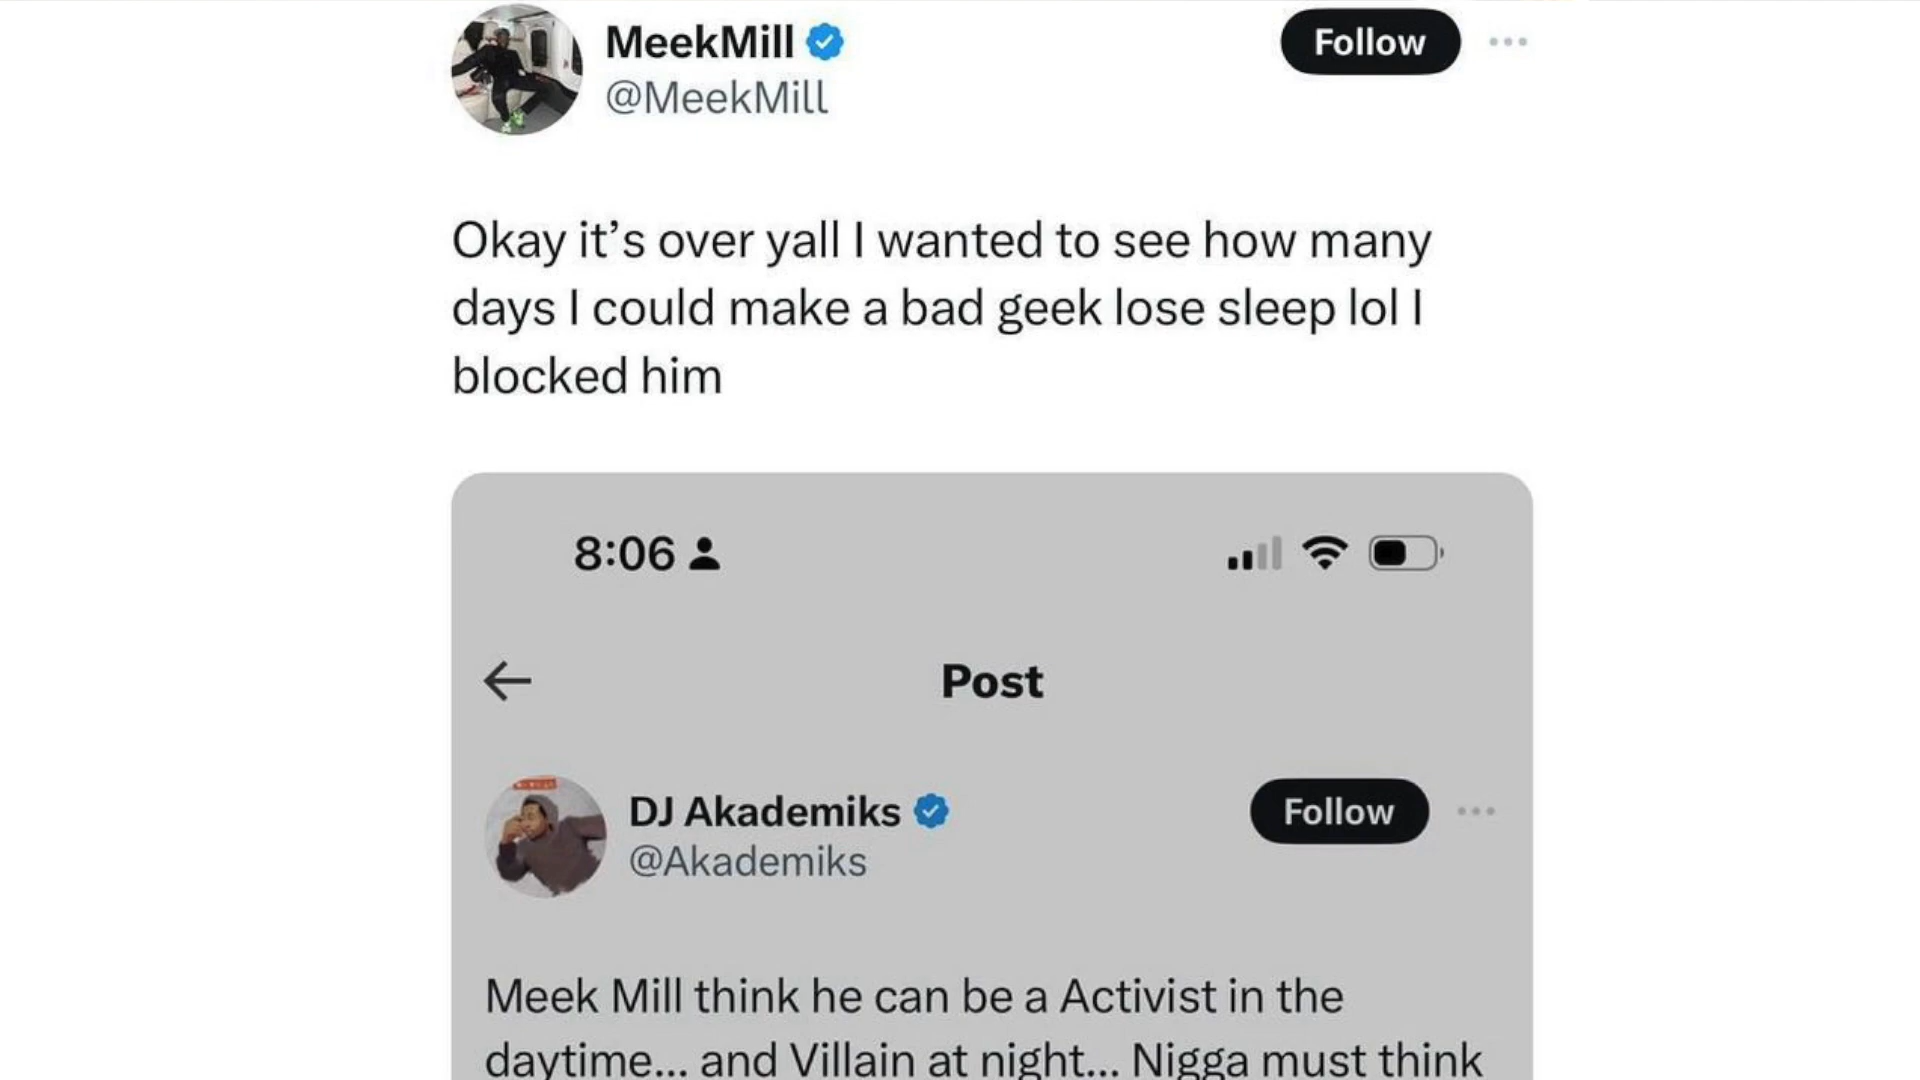 MeekMill
Follow
@MeekMill
Okay it’s over yall I wanted to see how many
days I could make a bad geek lose sleep lol I
blocked him
8:06
Post
DJ Akademiks
Follow
@Akademiks
Meek Mill think he can be a Activist in the
daytime... and Villain at night... Nigga must think